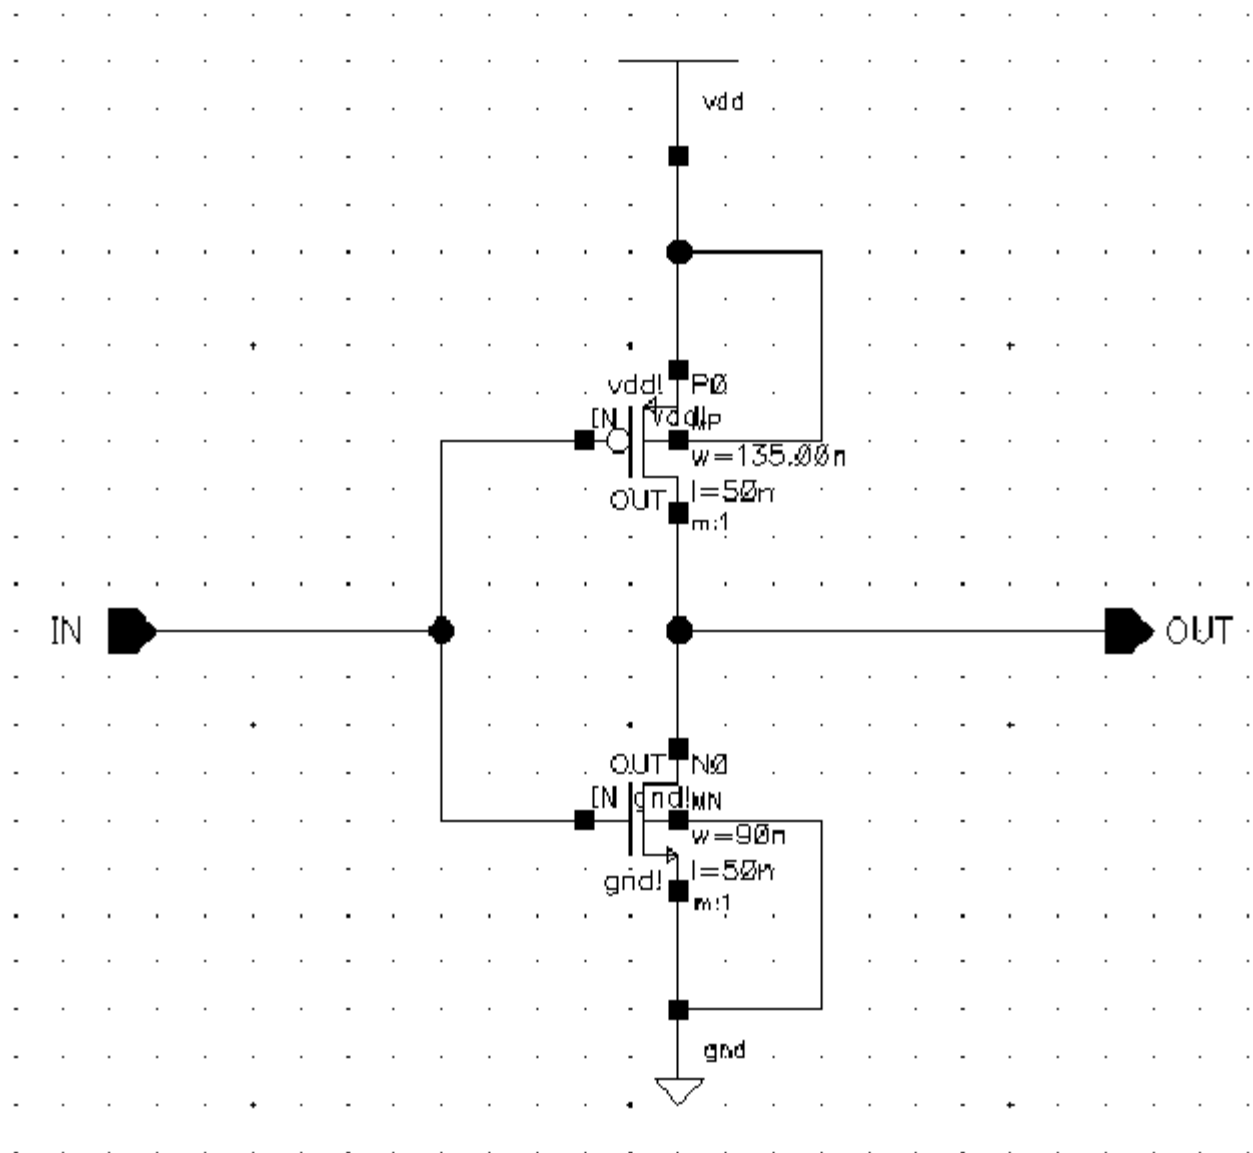 vdd
vdd! P0
IN vdd! MP
w=135.00n
OUT l=50n
m:1
IN OUT
OUT N0
IN gnd! MN
w=90n
gnd! l=50n
m:1
gnd